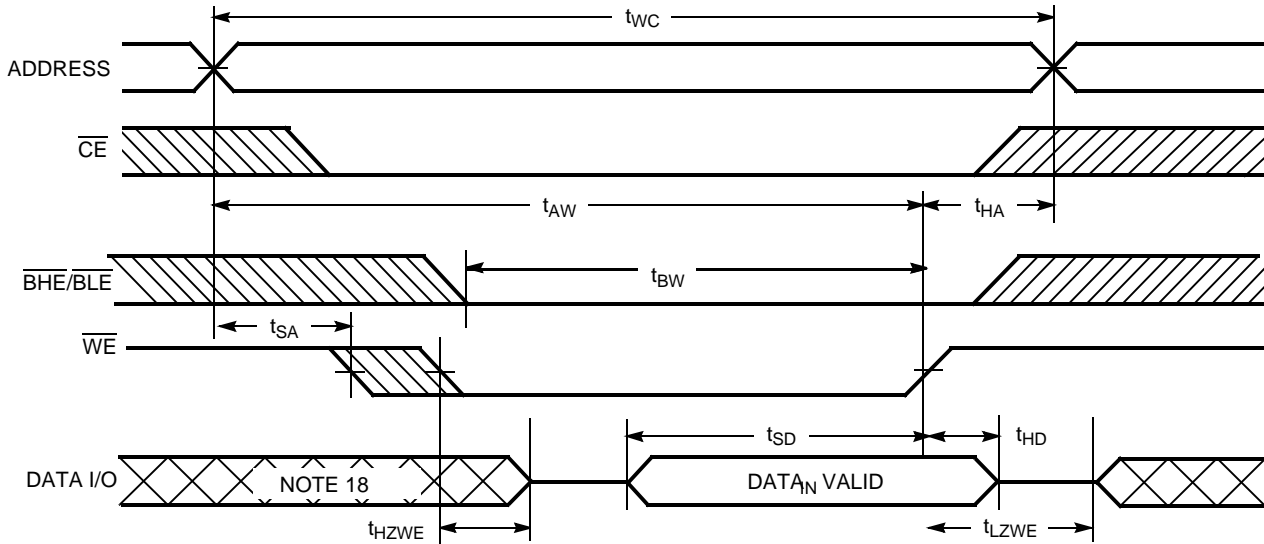 tWC
ADDRESS
CE
tAW
tHA
BHE/BLE
tBW
tSA
WE
tSD
tHD
DATA I/O
NOTE 18
DATAIN VALID
tHZWE
tLZWE